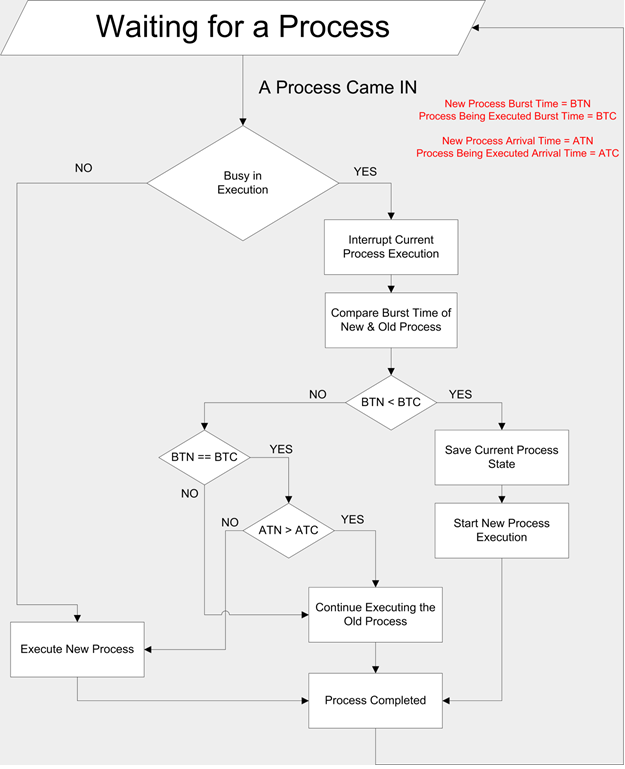 Waiting for a Process
A Process Came IN
New Process Burst Time = BTN
Process Being Executed Burst Time = BTC
New Process Arrival Time = ATN
Process Being Executed Arrival Time = ATC
NO
Busy in
Execution
YES
Interrupt Current
Process Execution
Compare Burst Time of
New & Old Process
NO
BTN < BTC
YES
BTN == BTC
YES
Save Current Process
State
NO
NO
ATN > ATC
YES
Start New Process
Execution
Continue Executing the
Old Process
Execute New Process
Process Completed